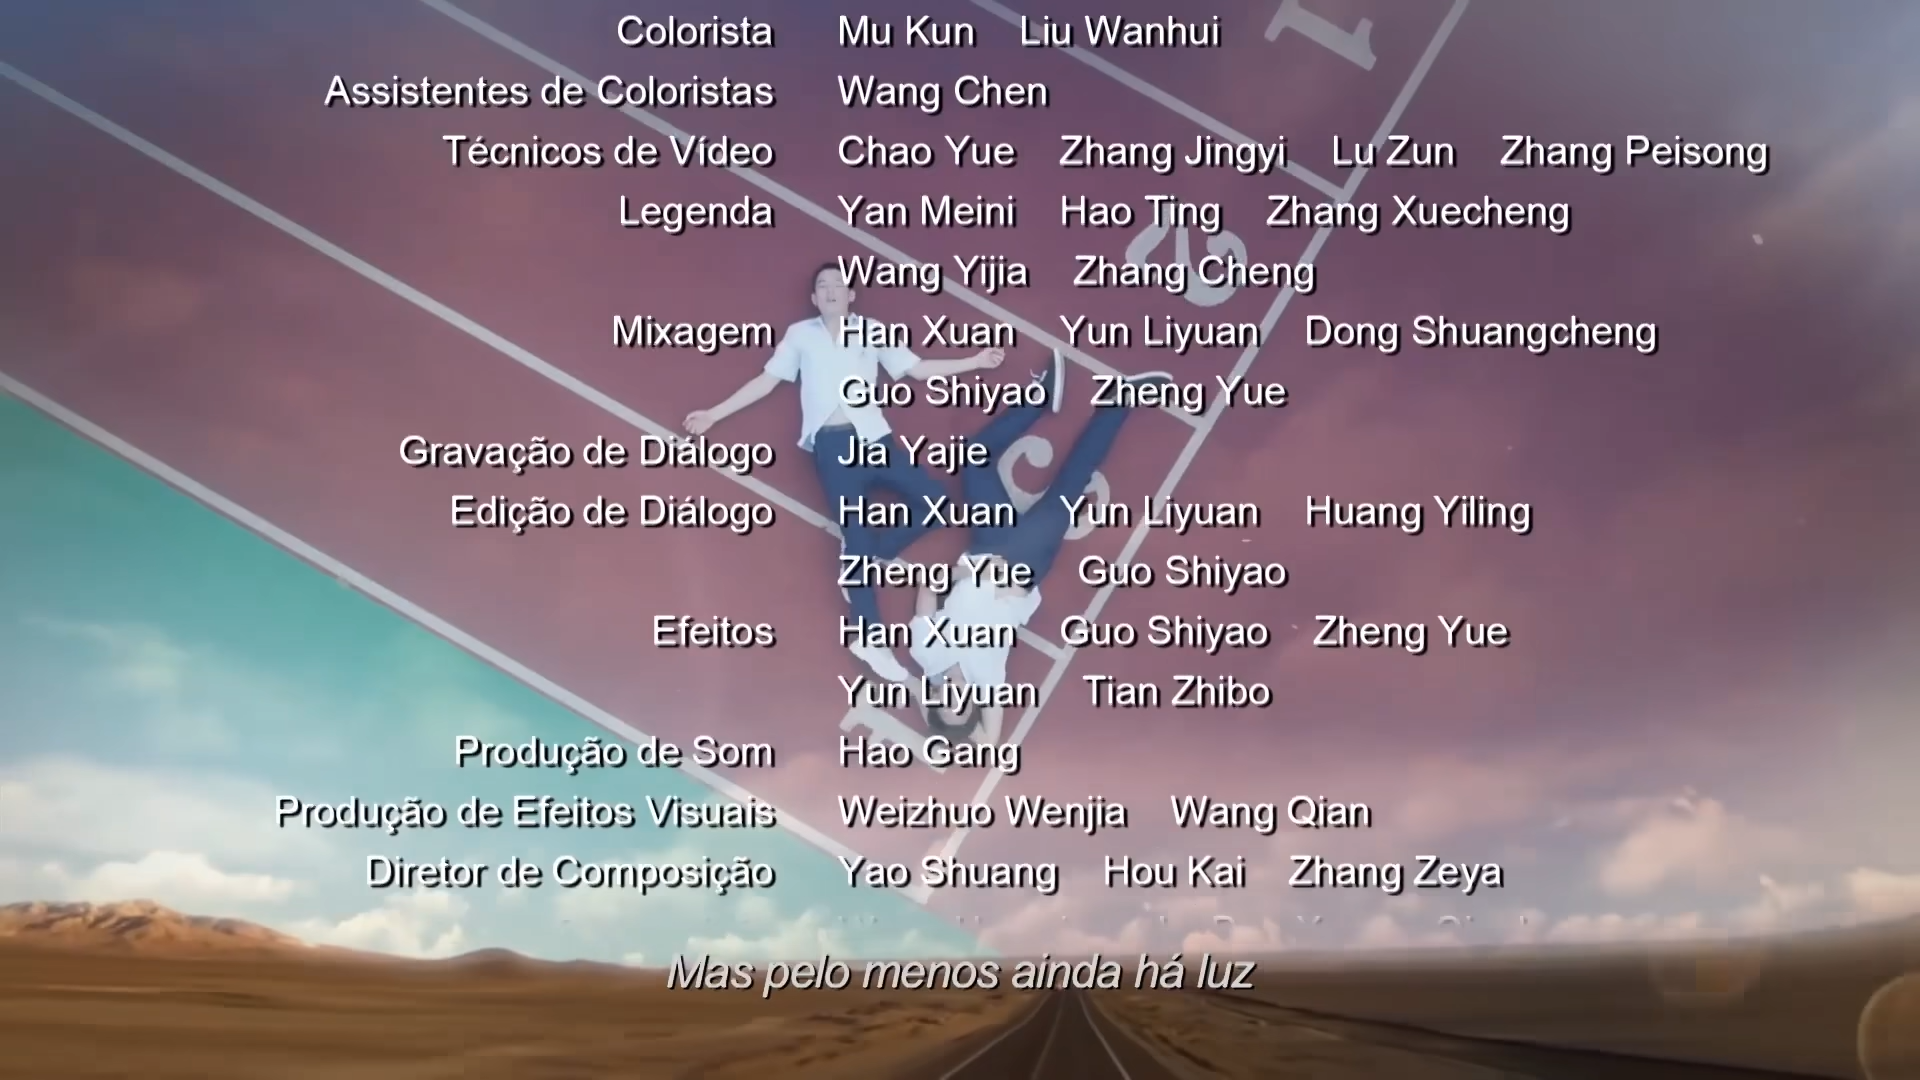 Colorista Mu Kun Liu Wanhui
Assistentes de Coloristas Wang Chen
Técnicos de Vídeo Chao Yue Zhang Jingyi Lu Zun Zhang Peisong
Legenda Yan Meini Hao Ting Zhang Xuecheng
Wang Yijia Zhang Cheng
Mixagem Han Xuan Yun Liyuan Dong Shuangcheng
Guo Shiyao Zheng Yue
Gravação de Diálogo Jia Yajie
Edição de Diálogo Han Xuan Yun Liyuan Huang Yiling
Zheng Yue Guo Shiyao
Efeitos Han Xuan Guo Shiyao Zheng Yue
Yun Liyuan Tian Zhibo
Produção de Som Hao Gang
Produção de Efeitos Visuais Weizhuo Wenjia Wang Qian
Diretor de Composição Yao Shuang Hou Kai Zhang Zeya
Mas pelo menos ainda há luz
1
2
3